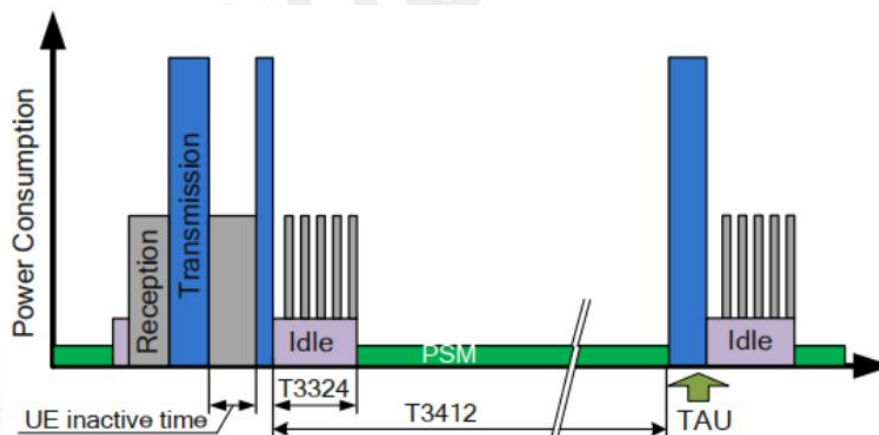 Power Consumption
Reception
Transmission
Idle
PSM
Idle
T3324
UE inactive time
T3412
TAU